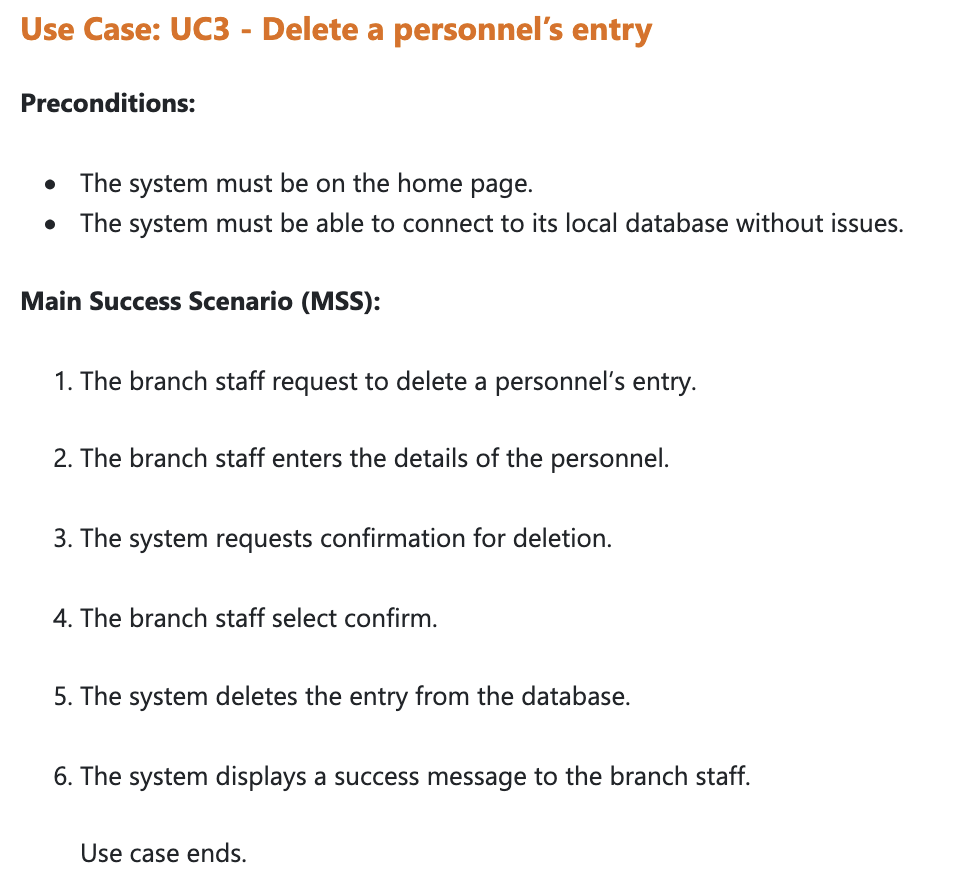 Use Case: UC3 - Delete a personnel’s entry
Preconditions:
• The system must be on the home page.
• The system must be able to connect to its local database without issues.
Main Success Scenario (MSS):
1. The branch staff request to delete a personnel’s entry.
2. The branch staff enters the details of the personnel.
3. The system requests confirmation for deletion.
4. The branch staff select confirm.
5. The system deletes the entry from the database.
6. The system displays a success message to the branch staff.
Use case ends.